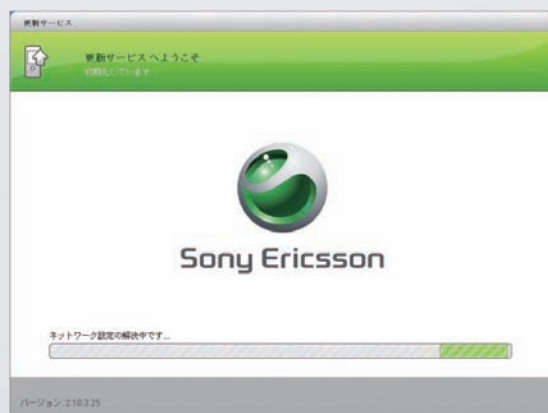 更新サービス
更新サービス へようこそ
初期化しています
Sony Ericsson
ネットワーク設定の解決中です...
バージョン: 2.10.3.25